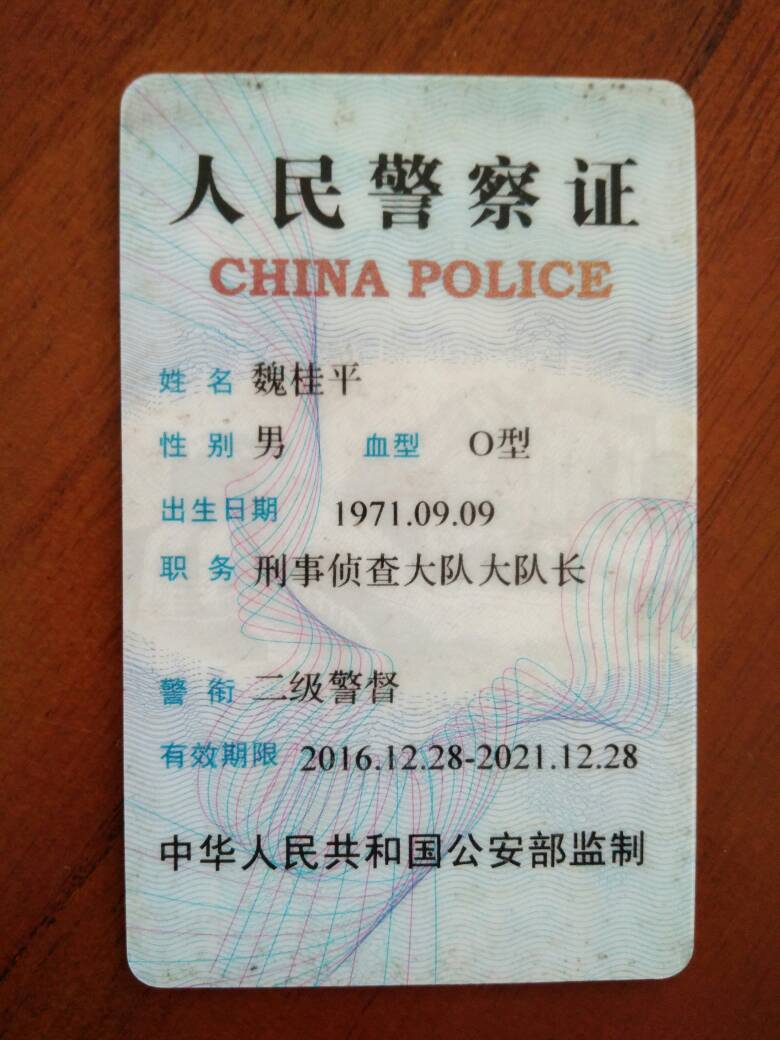 人民警察证
CHINA POLICE
姓 名 魏桂平
性 别 男 血型 O型
出生日期 1971.09.09
职 务 刑事侦查大队大队长
警 衔 二级警督
有效期限 2016.12.28-2021.12.28
中华人民共和国公安部监制